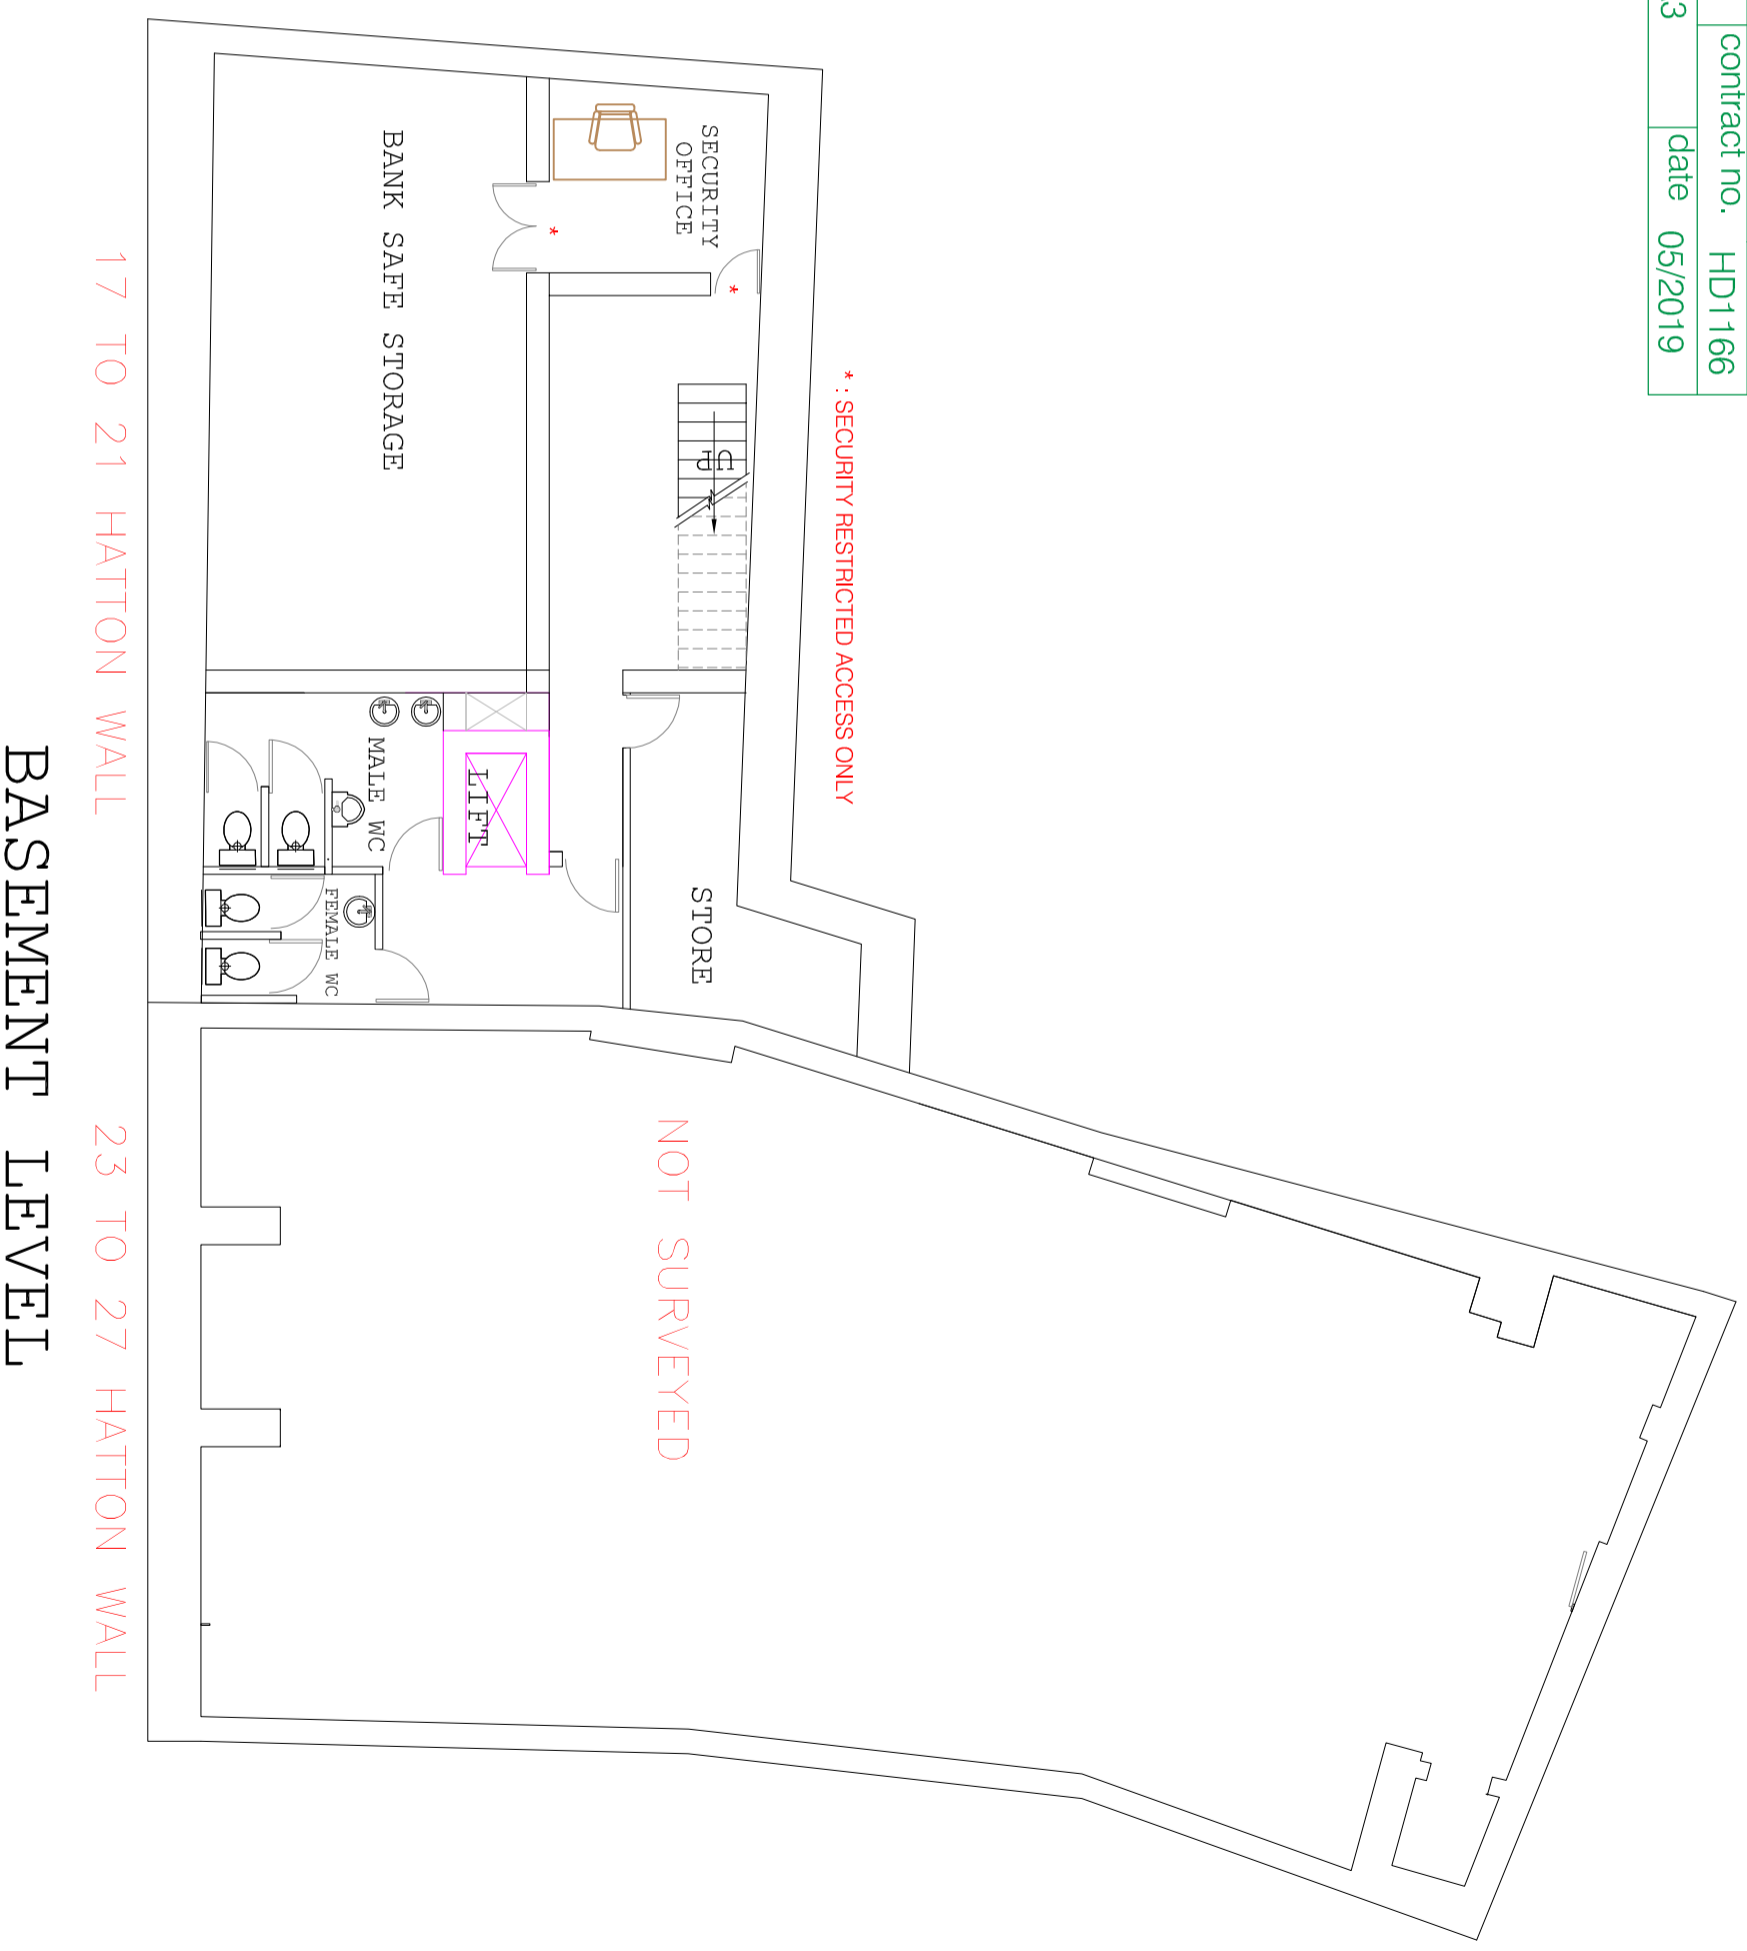 contract no. HD1166
3
date 05/2019
* : SECURITY RESTRICTED ACCESS ONLY
SECURITY
OFFICE
*
*
UP
STORE
BANK SAFE STORAGE
LIFT
MALE WC
FEMALE WC
NOT SURVEYED
17 TO 21 HATTON WALL
23 TO 27 HATTON WALL
BASEMENT LEVEL